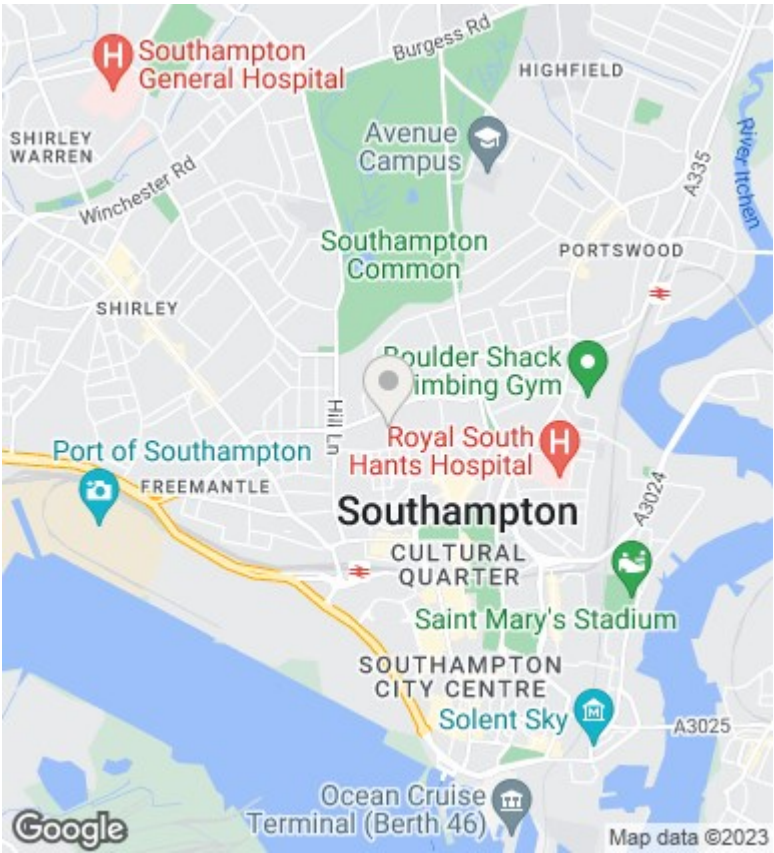 Burgess Rd
Southampton
General Hospital
HIGHFIELD
SHIRLEY
WARREN
Avenue
Campus
River Itchen
A335
Winchester Rd
Southampton
Common
PORTSWOOD
SHIRLEY
Boulder Shack
imbing Gym
Hill Ln
Port of Southampton
Royal South
Hants Hospital
FREEMANTLE
A3024
Southampton
CULTURAL
QUARTER
Saint Mary's Stadium
SOUTHAMPTON
CITY CENTRE
Solent Sky
A3025
Ocean Cruise
Terminal (Berth 46)
Google
Map data ©2023